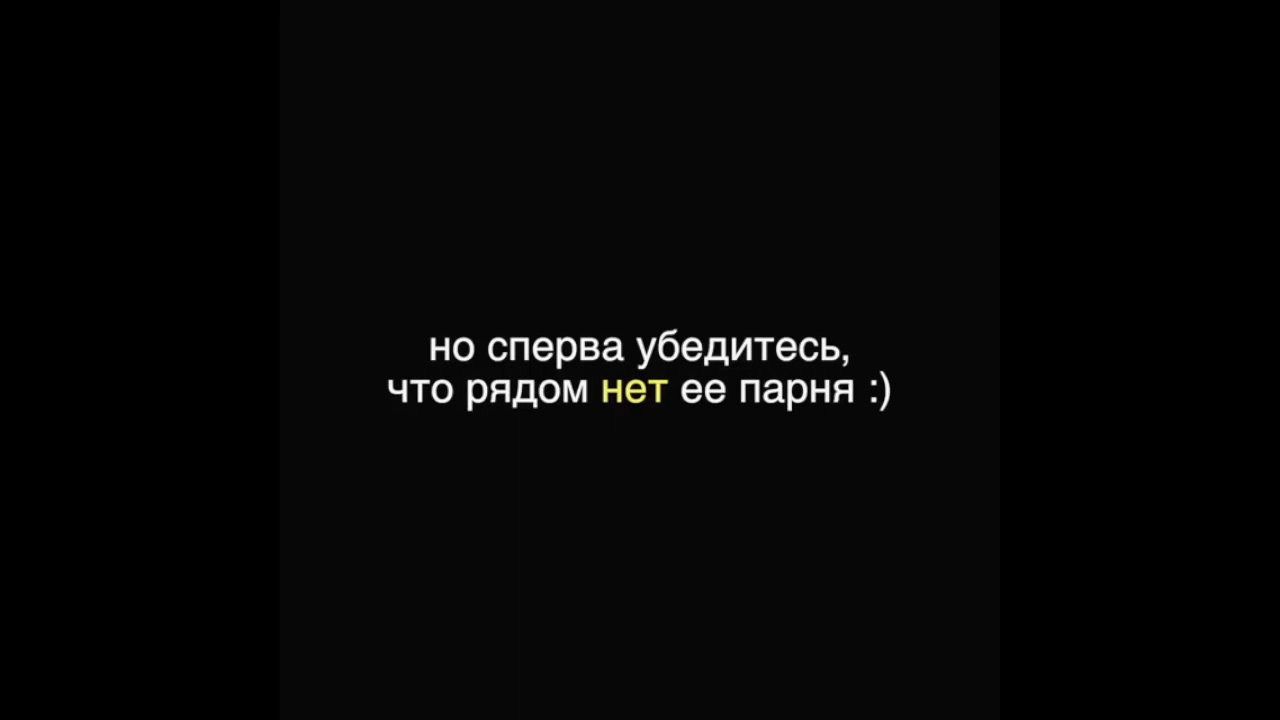 но сперва убедитесь,
что рядом нет ее парня :)